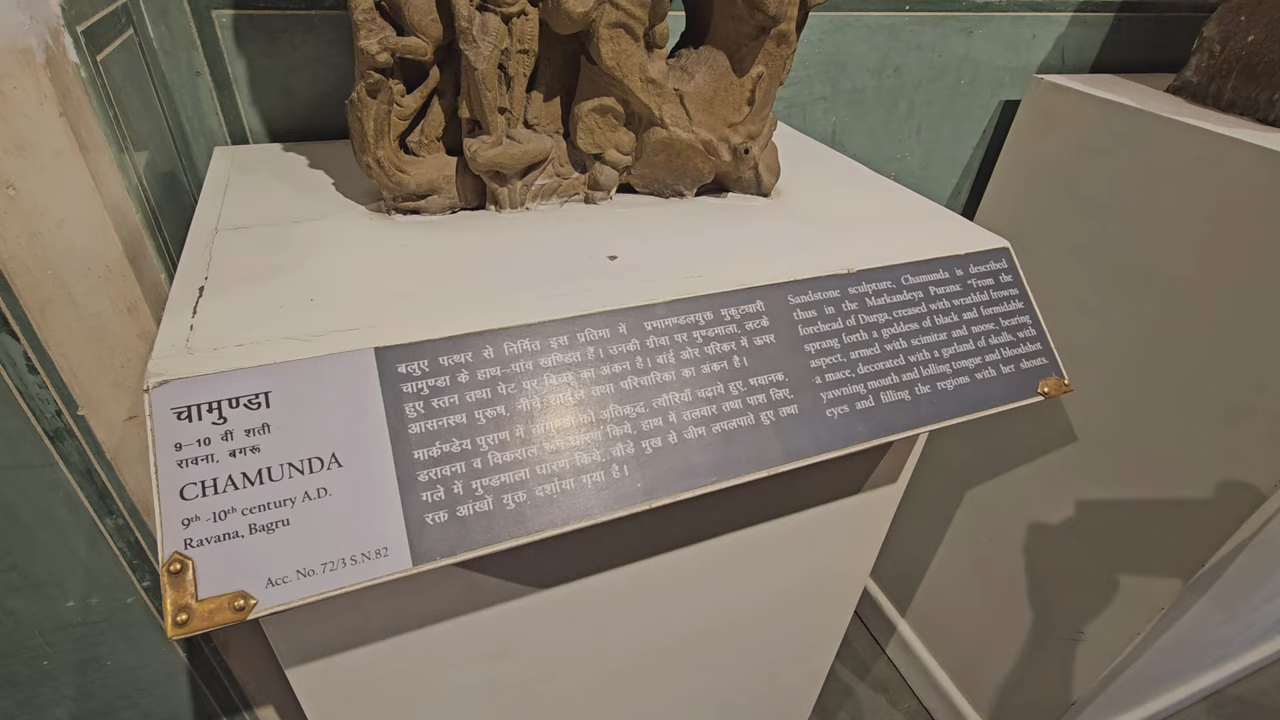 चामुण्डा
9–10 वीं शती
रावना, बगरू
CHAMUNDA
9th -10th century A.D.
Ravana, Bagru
Acc. No. 72/3 S.N.82
बलुए पत्थर से निर्मित इस प्रतिमा में प्रभामण्डलयुक्त मुकुटधारी
चामुण्डा के हाथ-पांव खण्डित हैं। उनकी ग्रीवा पर मुण्डमाला, लटके
हुए स्तन तथा पेट पर बिच्छू का अंकन है। बाईं ओर परिकर में ऊपर
आसनस्थ पुरूष, नीचे शार्दुल तथा परिचारिका का अंकन है।
मार्कण्डेय पुराण में चामुण्डा को अतिक्रुद्ध, त्यौरियाँ चढ़ाये हुए, भयानक,
डरावना व विकराल रूप धारण किये, हाथ में तलवार तथा पाश लिए,
गले में मुण्डमाला धारण किये, चौड़े मुख से जीभ लपलपाते हुए तथा
रक्त आंखों युक्त दर्शाया गया है।
Sandstone sculpture, Chamunda is described
thus in the Markandeya Purana: “From the
forehead of Durga, creased with wrathful frowns
sprang forth a goddess of black and formidable
aspect, armed with scimitar and noose, bearing
a mace, decorated with a garland of skulls, with
yawning mouth and lolling tongue and bloodshot
eyes and filling the regions with her shouts.